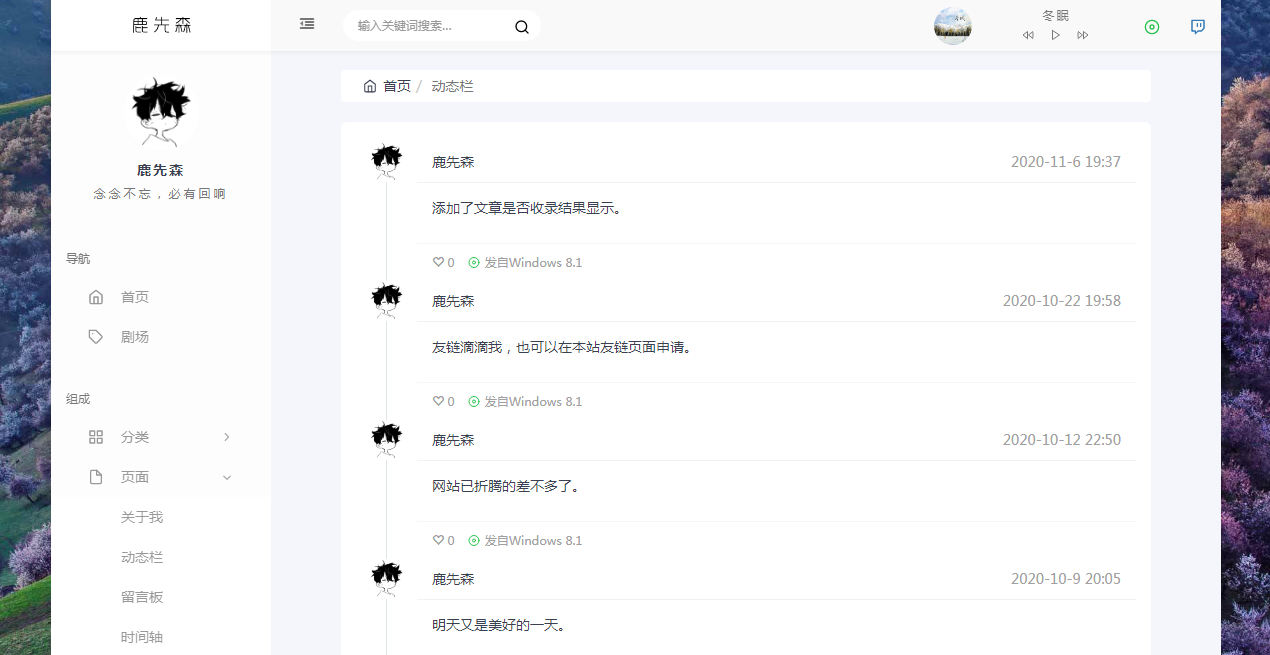 鹿先森
输入关键词搜索...
冬眠
鹿先森
念念不忘，必有回响
导航
首页
剧场
组成
分类
页面
关于我
动态栏
留言板
时间轴
首页 / 动态栏
鹿先森 2020-11-6 19:37
添加了文章是否收录结果显示。
0 发自Windows 8.1
鹿先森 2020-10-22 19:58
友链滴滴我，也可以在本站友链页面申请。
0 发自Windows 8.1
鹿先森 2020-10-12 22:50
网站已折腾的差不多了。
0 发自Windows 8.1
鹿先森 2020-10-9 20:05
明天又是美好的一天。